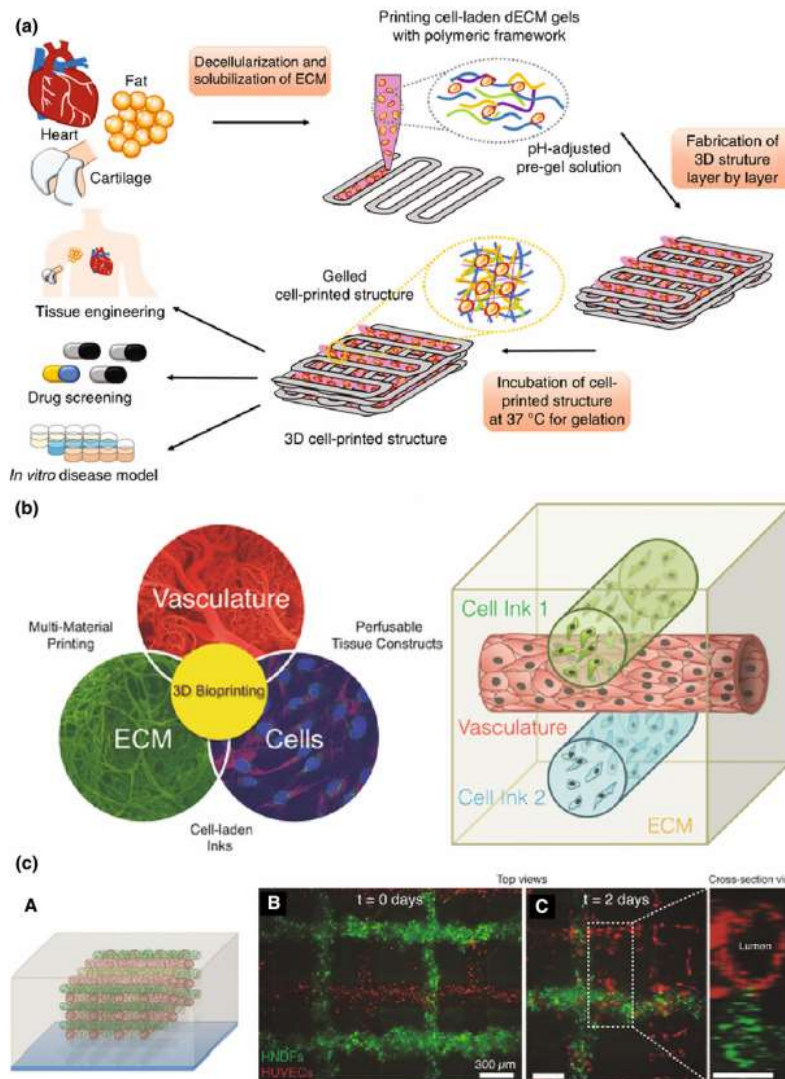 (a)
Heart
Fat
Cartilage
Decellularization and
solubilization of ECM
Printing cell-laden dECM gels
with polymeric framework
pH-adjusted
pre-gel solution
Fabrication of
3D struture
layer by layer
Gelled
cell-printed structure
Incubation of cell-
printed structure
at 37 °C for gelation
3D cell-printed structure
Tissue engineering
Drug screening
In vitro disease model
(b)
Vasculature
Multi-Material
Printing
Perfusable
Tissue Constructs
3D Bioprinting
ECM
Cells
Cell-laden
Inks
Cell Ink 1
Vasculature
Cell Ink 2
ECM
(c)
Top views
Cross-section vi
A
B
t = 0 days
C
t = 2 days
Lumen
HNDFs
HUVECs
300 µm